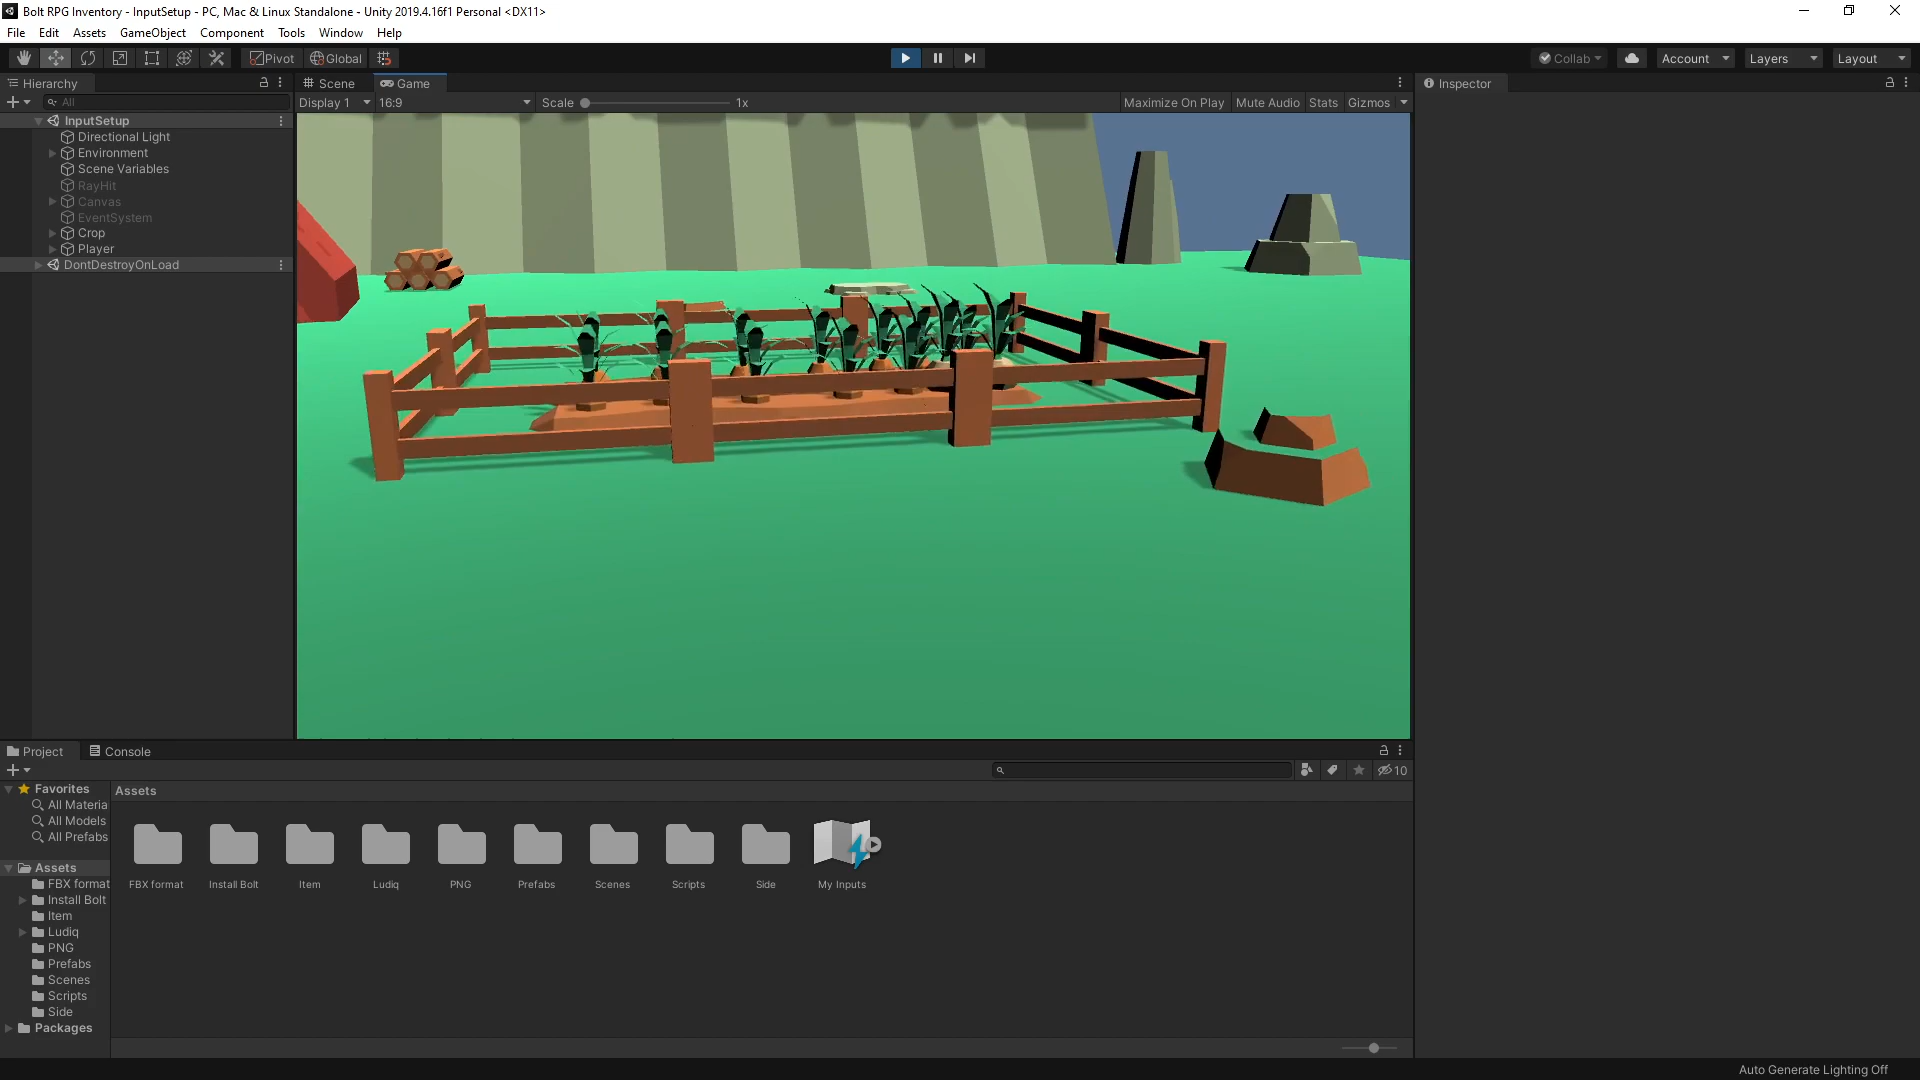 Bolt RPG Inventory - InputSetup - PC, Mac & Linux Standalone - Unity 2019.4.16f1 Personal <DX11>
File Edit Assets GameObject Component Tools Window Help
Pivot Global Collab Account Layers Layout
Hierarchy
All
InputSetup
Directional Light
Environment
Scene Variables
RayHit
Canvas
EventSystem
Crop
Player
DontDestroyOnLoad
Scene Game
Display 1 16:9 Scale 1x Maximize On Play Mute Audio Stats Gizmos
Inspector
Project Console
10
Favorites
All Materia
All Models
All Prefabs
Assets
FBX format
Install Bolt
Item
Ludiq
PNG
Prefabs
Scenes
Scripts
Side
Packages
Assets
FBX format Install Bolt Item Ludiq PNG Prefabs Scenes Scripts Side My Inputs
Auto Generate Lighting Off